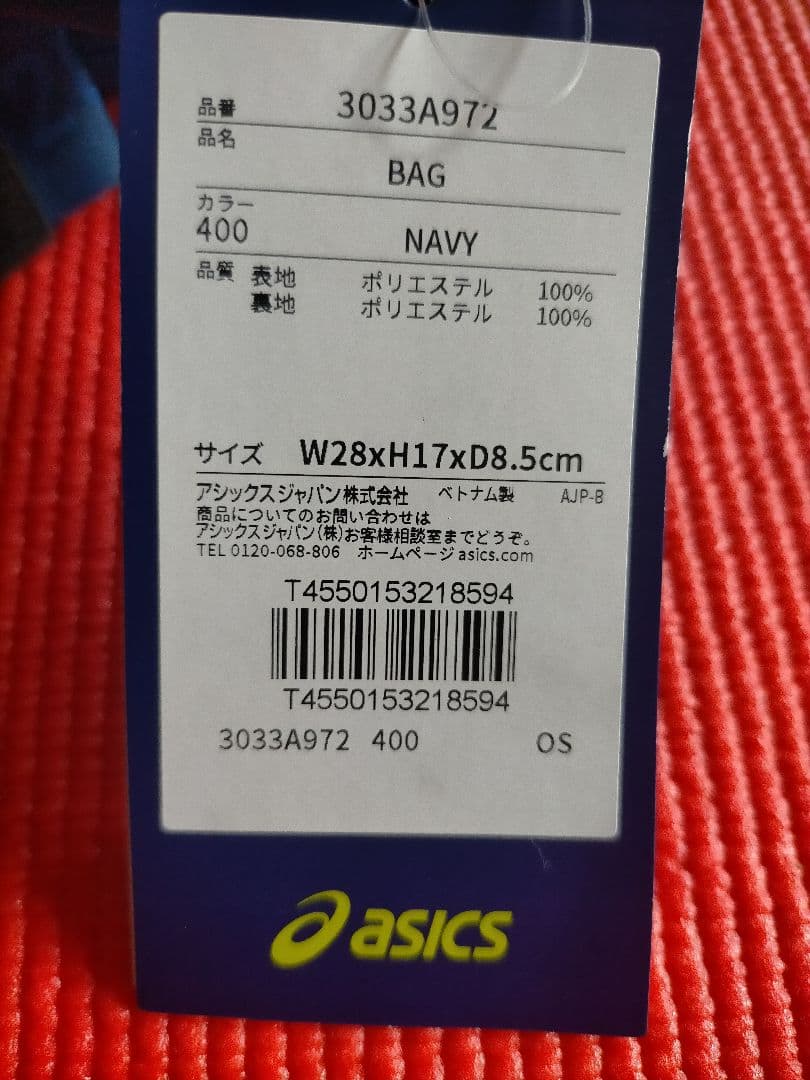 品番 3033A972
品名
BAG
カラー
400 NAVY
品質 表地 ポリエステル 100%
裏地 ポリエステル 100%
サイズ W28xH17xD8.5cm
アシックスジャパン株式会社 ベトナム製 AJP-B
商品についてのお問い合わせは
アシックスジャパン(株)お客様相談室までどうぞ。
TEL 0120-068-806 ホームページ asics.com
T4550153218594
T4550153218594
3033A972 400 OS
asics